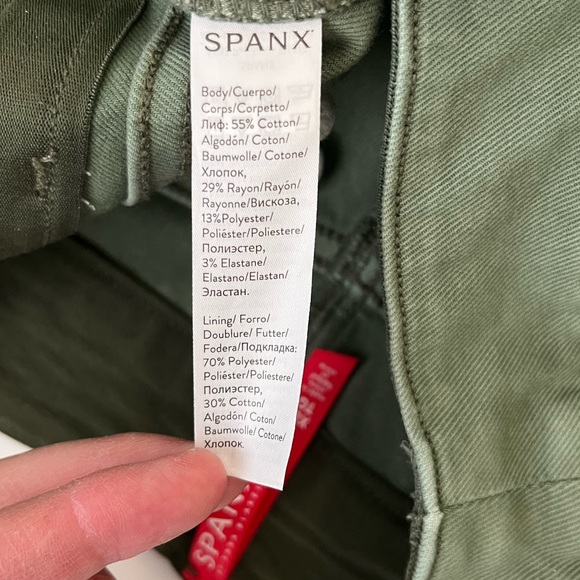 SPANX
Body/Cuerpo/
Corps/Corpetto/
Лиф: 55% Cotton/
Algodón/ Coton/
Baumwolle/ Cotone/
Хлопок,
29% Rayon/Rayón/
Rayonne/Вискоза,
13%Polyester/
Poliéster/Poliestere/
Полиэстер,
3% Elastane/
Elastano/Elastan/
Эластан.
Lining/ Forro/
Doublure/ Futter/
Fodera/Подкладка:
70% Polyester/
Poliéster/Poliestere/
Полиэстер,
30% Cotton/
Algodón/ Coton/
Baumwolle/ Cotone/
Хлопок
SPANX